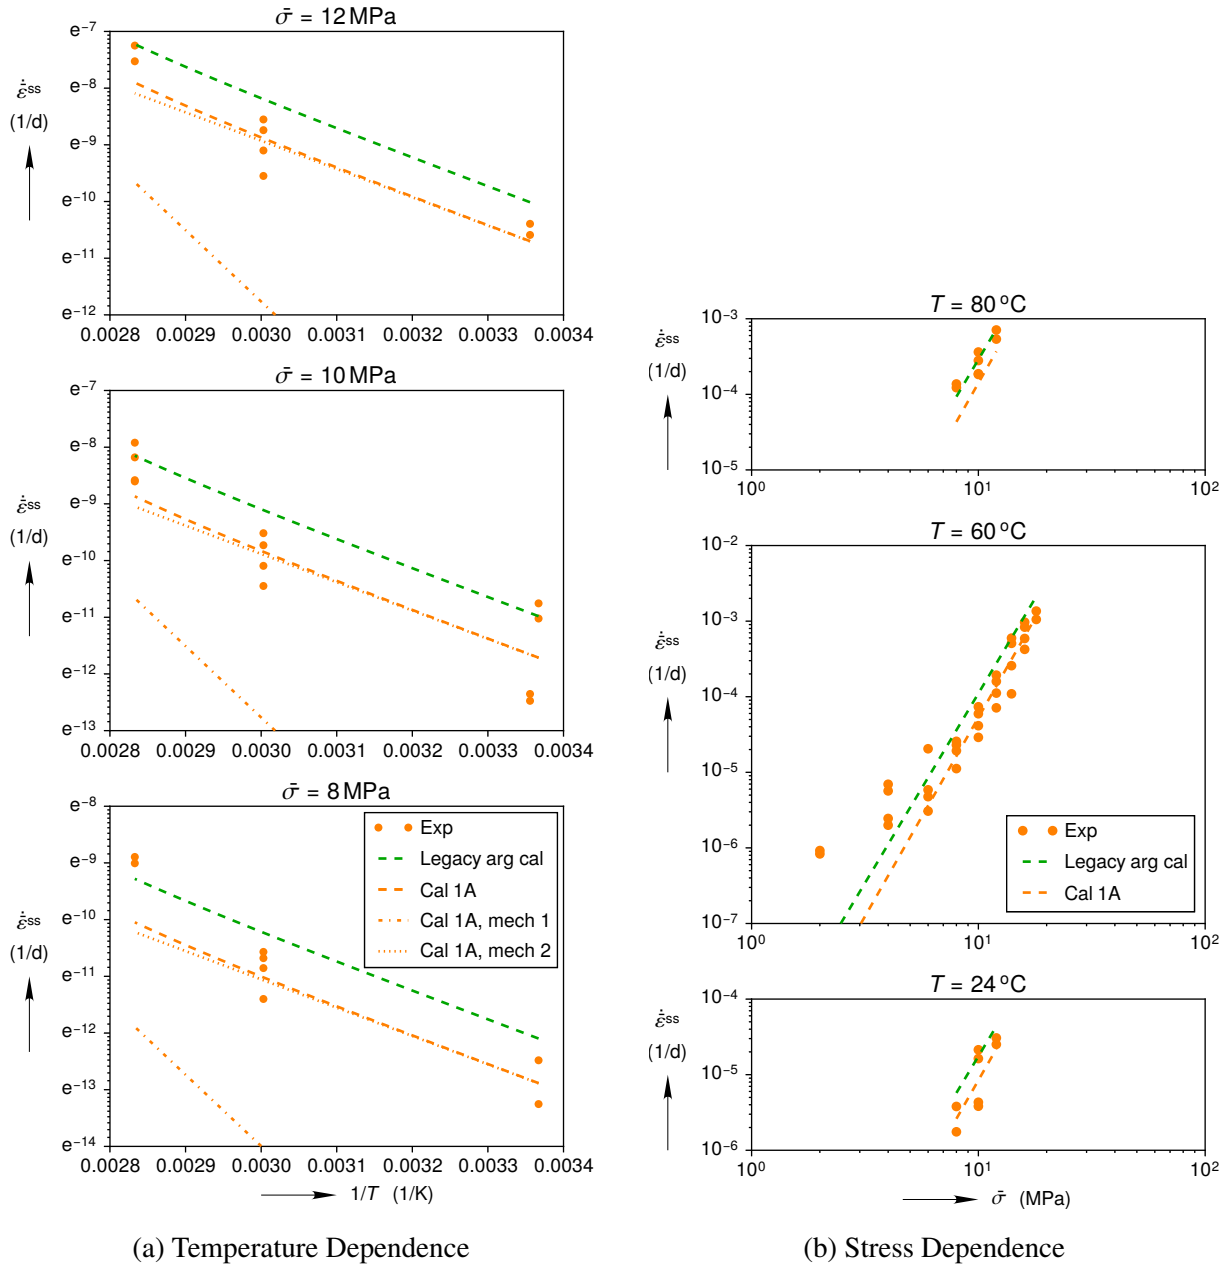 σ̄ = 12 MPa
e⁻⁷
e⁻⁸
e⁻⁹
e⁻¹⁰
e⁻¹¹
e⁻¹²
ε̄̇ˢˢ
(1/d)
0.0028 0.0029 0.0030 0.0031 0.0032 0.0033 0.0034
σ̄ = 10 MPa
e⁻⁷
e⁻⁸
e⁻⁹
e⁻¹⁰
e⁻¹¹
e⁻¹²
e⁻¹³
ε̄̇ˢˢ
(1/d)
0.0028 0.0029 0.0030 0.0031 0.0032 0.0033 0.0034
σ̄ = 8 MPa
e⁻⁸
e⁻⁹
e⁻¹⁰
e⁻¹¹
e⁻¹²
e⁻¹³
e⁻¹⁴
ε̄̇ˢˢ
(1/d)
Exp
Legacy arg cal
Cal 1A
Cal 1A, mech 1
Cal 1A, mech 2
0.0028 0.0029 0.0030 0.0031 0.0032 0.0033 0.0034
1/T (1/K)
(a) Temperature Dependence
T = 80 °C
10⁻³
10⁻⁴
10⁻⁵
ε̄̇ˢˢ
(1/d)
10⁰ 10¹ 10²
T = 60 °C
10⁻²
10⁻³
10⁻⁴
10⁻⁵
10⁻⁶
10⁻⁷
ε̄̇ˢˢ
(1/d)
Exp
Legacy arg cal
Cal 1A
10⁰ 10¹ 10²
T = 24 °C
10⁻⁴
10⁻⁵
10⁻⁶
ε̄̇ˢˢ
(1/d)
10⁰ 10¹ 10²
σ̄ (MPa)
(b) Stress Dependence